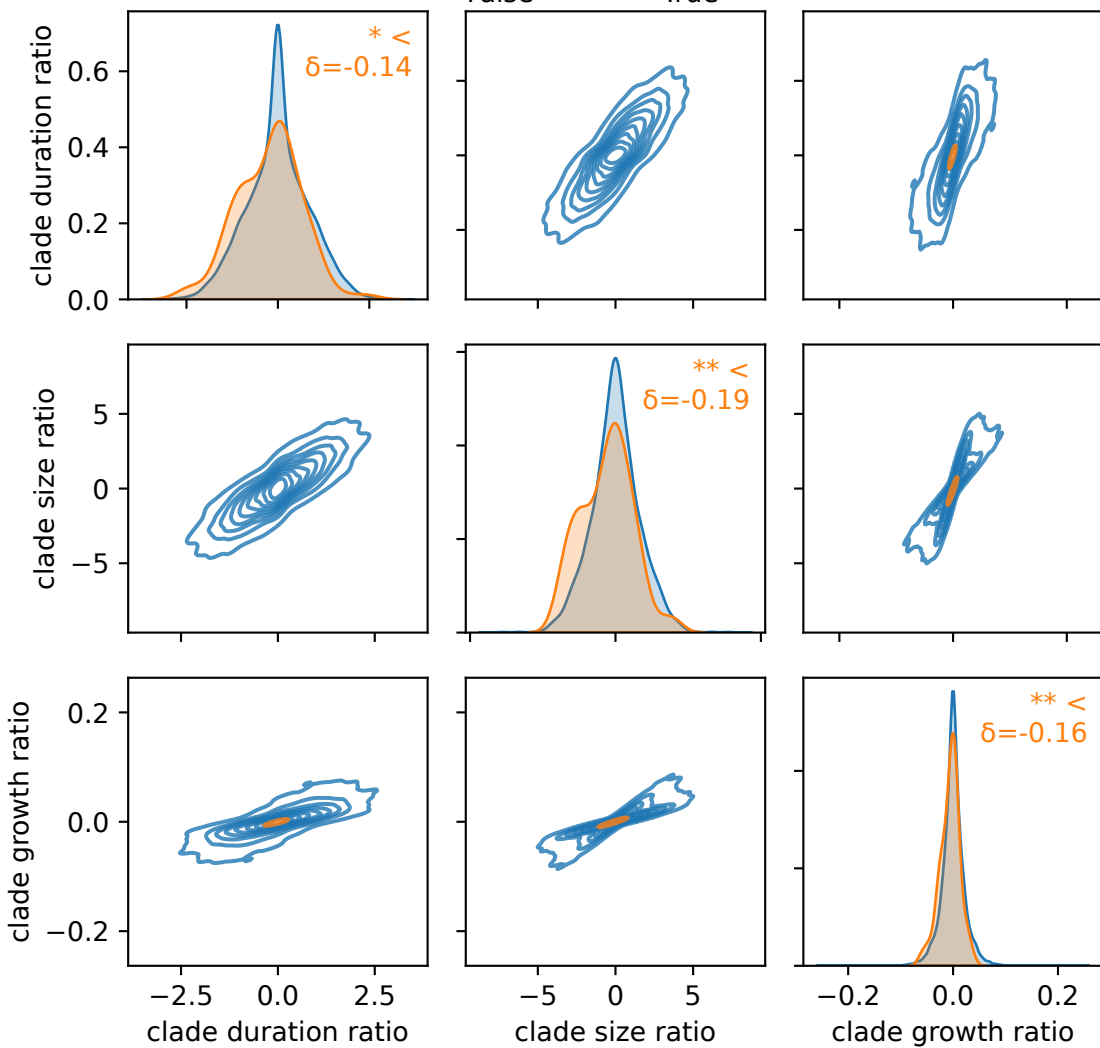 clade duration ratio
0.6
0.4
0.2
0.0
* <
δ=-0.14
clade size ratio
5
0
−5
** <
δ=-0.19
clade growth ratio
0.2
0.0
−0.2
** <
δ=-0.16
−2.5 0.0 2.5
−5 0 5
−0.2 0.0 0.2
clade duration ratio
clade size ratio
clade growth ratio